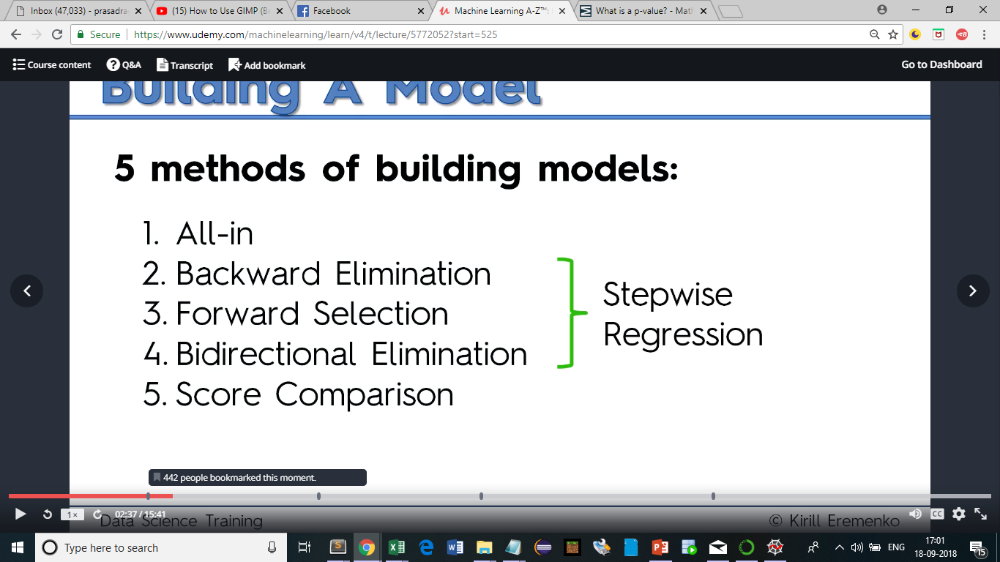 Inbox (47,033) - prasadra
(15) How to Use GIMP (Be
Facebook
Machine Learning A-Z™:
What is a p-value? - Math
Secure
https://www.udemy.com/machinelearning/learn/v4/t/lecture/5772052?start=525
Course content
Q&A
Transcript
Add bookmark
Go to Dashboard
Building A Model
5 methods of building models:
1. All-in
2. Backward Elimination
3. Forward Selection
4. Bidirectional Elimination
5. Score Comparison
Stepwise
Regression
442 people bookmarked this moment.
1×
02:37 / 15:41
CC
Data Science Training
© Kirill Eremenko
Type here to search
ENG
17:01
18-09-2018
15